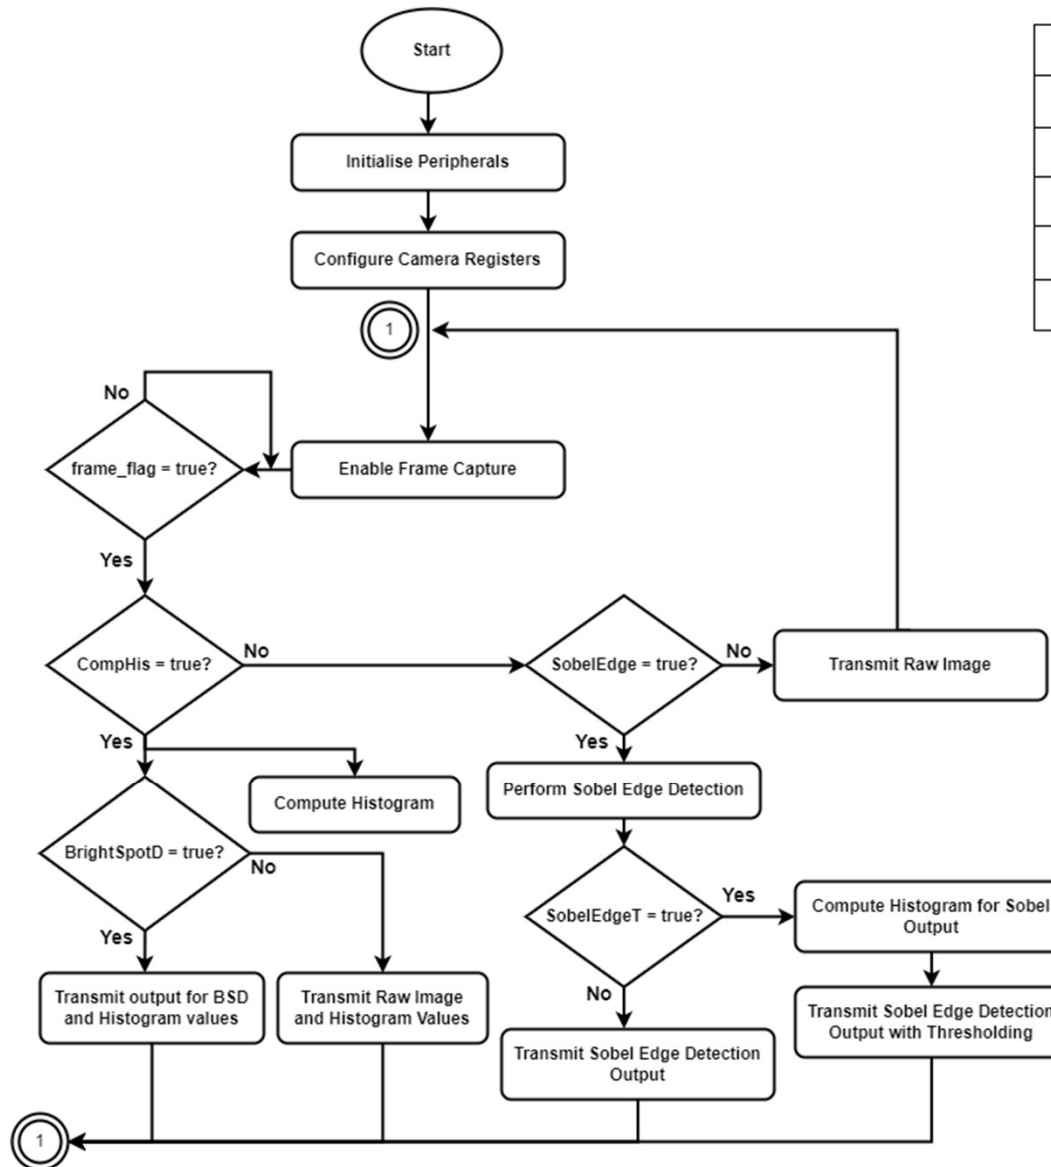 Start
Initialise Peripherals
Configure Camera Registers
1
No
frame_flag = true?
Enable Frame Capture
Yes
CompHis = true?
No
SobelEdge = true?
No
Transmit Raw Image
Yes
Yes
Compute Histogram
Perform Sobel Edge Detection
BrightSpotD = true?
No
SobelEdgeT = true?
Yes
Compute Histogram for Sobel
Output
Yes
No
Transmit output for BSD
and Histogram values
Transmit Raw Image
and Histogram Values
Transmit Sobel Edge Detection
Output with Thresholding
Transmit Sobel Edge Detection
Output
1